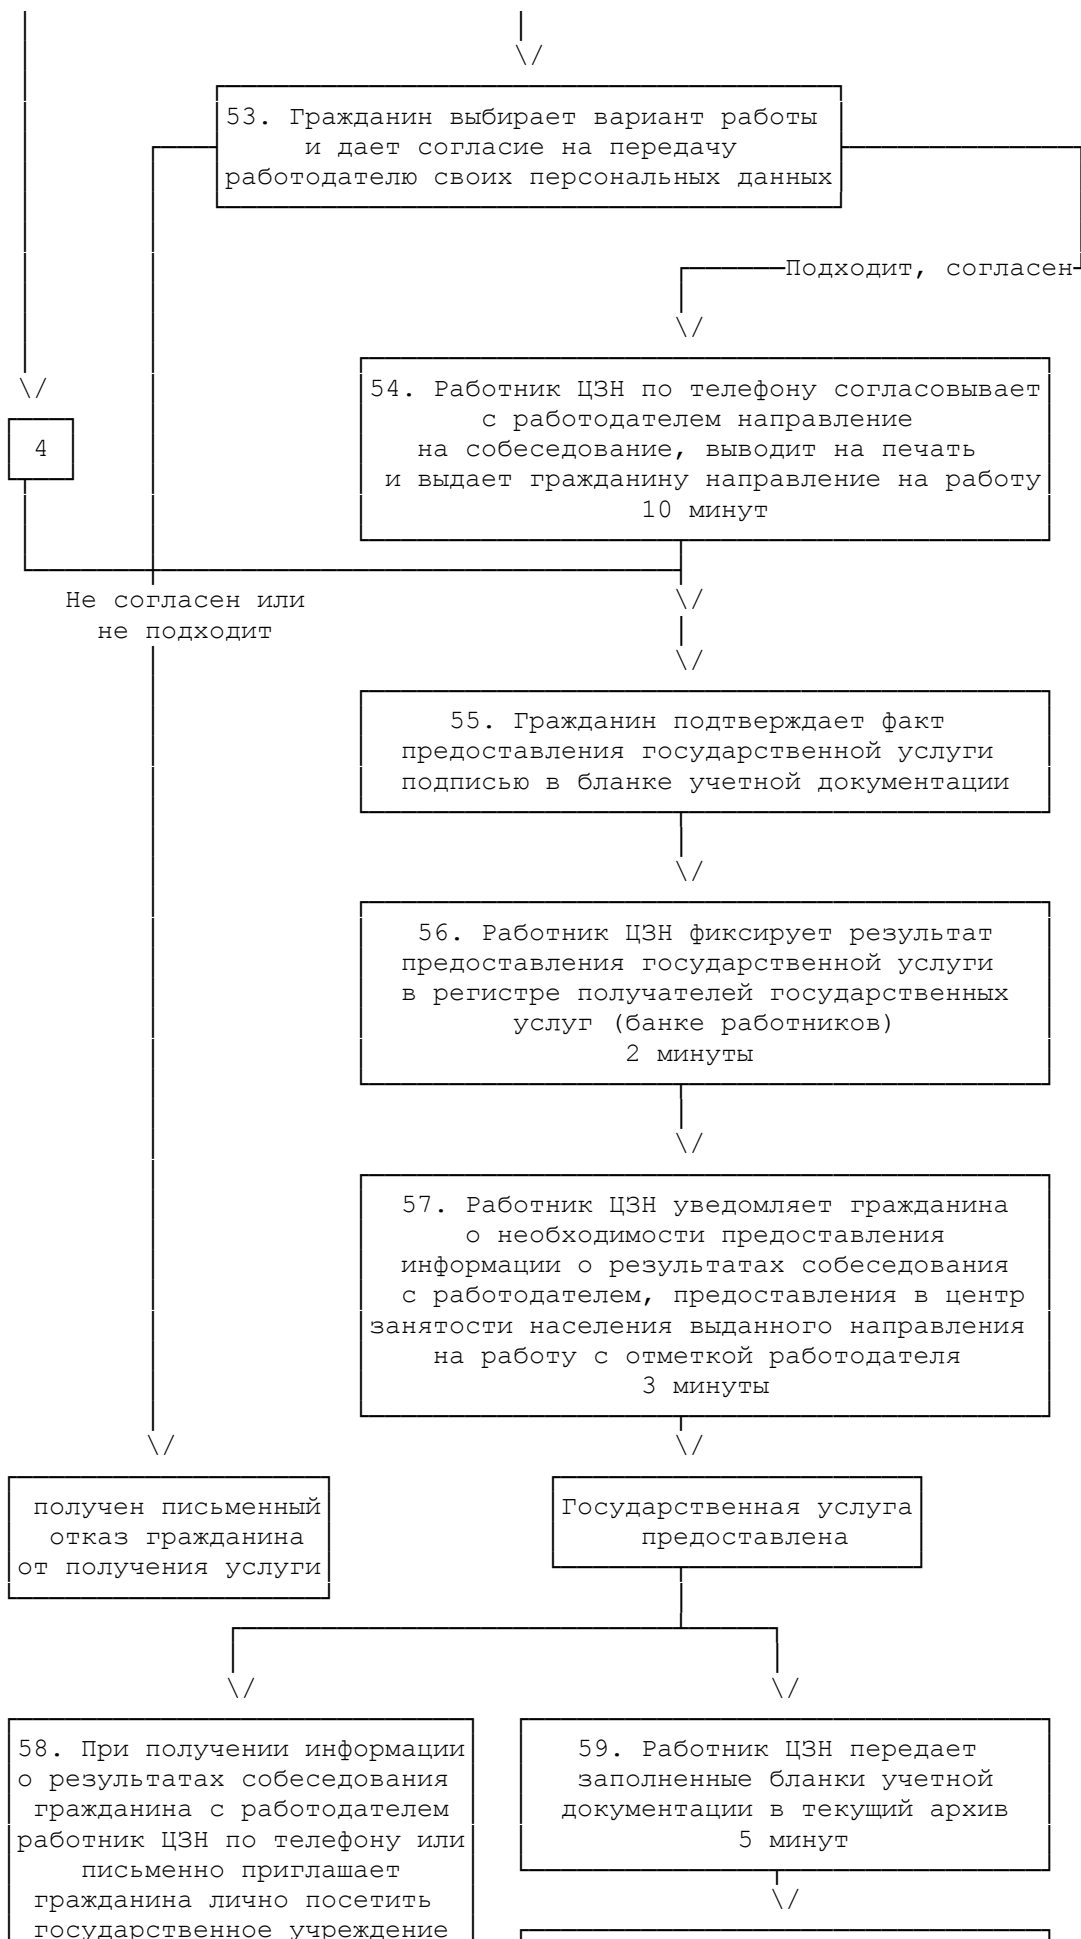 53. Гражданин выбирает вариант работы
и дает согласие на передачу
работодателю своих персональных данных
Подходит, согласен
54. Работник ЦЗН по телефону согласовывает
с работодателем направление
на собеседование, выводит на печать
и выдает гражданину направление на работу
10 минут
4
Не согласен или
не подходит
55. Гражданин подтверждает факт
предоставления государственной услуги
подписью в бланке учетной документации
56. Работник ЦЗН фиксирует результат
предоставления государственной услуги
в регистре получателей государственных
услуг (банке работников)
2 минуты
57. Работник ЦЗН уведомляет гражданина
о необходимости предоставления
информации о результатах собеседования
с работодателем, предоставления в центр
занятости населения выданного направления
на работу с отметкой работодателя
3 минуты
получен письменный
отказ гражданина
от получения услуги
Государственная услуга
предоставлена
58. При получении информации
о результатах собеседования
гражданина с работодателем
работник ЦЗН по телефону или
письменно приглашает
гражданина лично посетить
государственное учреждение
59. Работник ЦЗН передает
заполненные бланки учетной
документации в текущий архив
5 минут